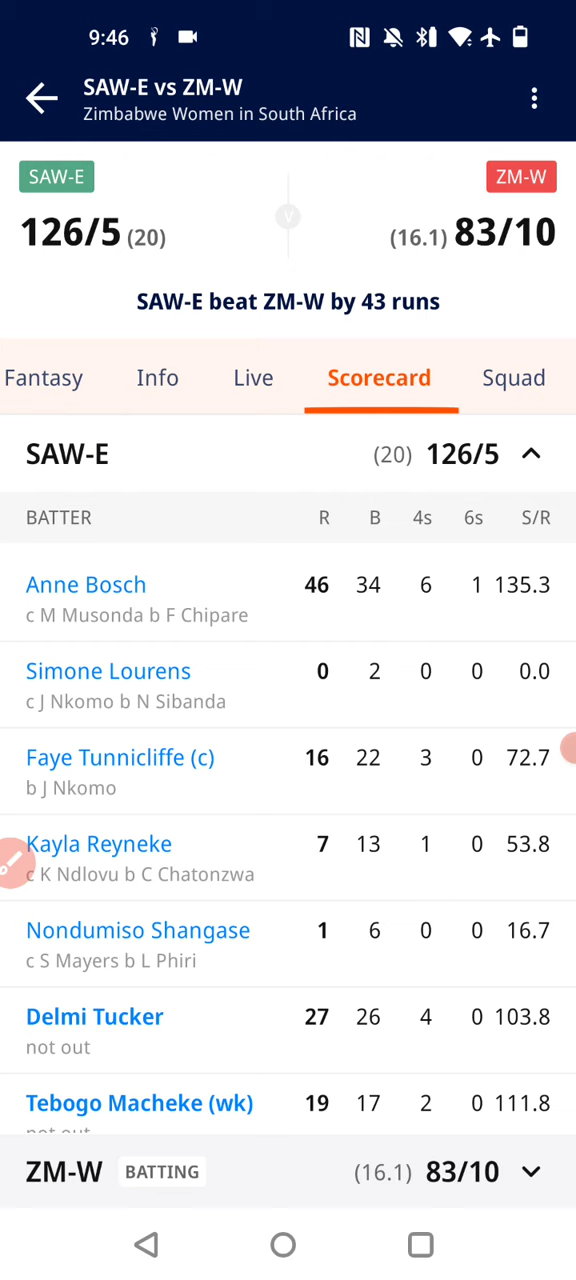 9:46
SAW-E vs ZM-W
Zimbabwe Women in South Africa
SAW-E ZM-W
126/5 (20) V (16.1) 83/10
SAW-E beat ZM-W by 43 runs
Fantasy Info Live Scorecard Squad
SAW-E (20) 126/5
BATTER R B 4s 6s S/R
Anne Bosch 46 34 6 1 135.3
c M Musonda b F Chipare
Simone Lourens 0 2 0 0 0.0
c J Nkomo b N Sibanda
Faye Tunnicliffe (c) 16 22 3 0 72.7
b J Nkomo
Kayla Reyneke 7 13 1 0 53.8
c K Ndlovu b C Chatonzwa
Nondumiso Shangase 1 6 0 0 16.7
c S Mayers b L Phiri
Delmi Tucker 27 26 4 0 103.8
not out
Tebogo Macheke (wk) 19 17 2 0 111.8
not out
ZM-W BATTING (16.1) 83/10